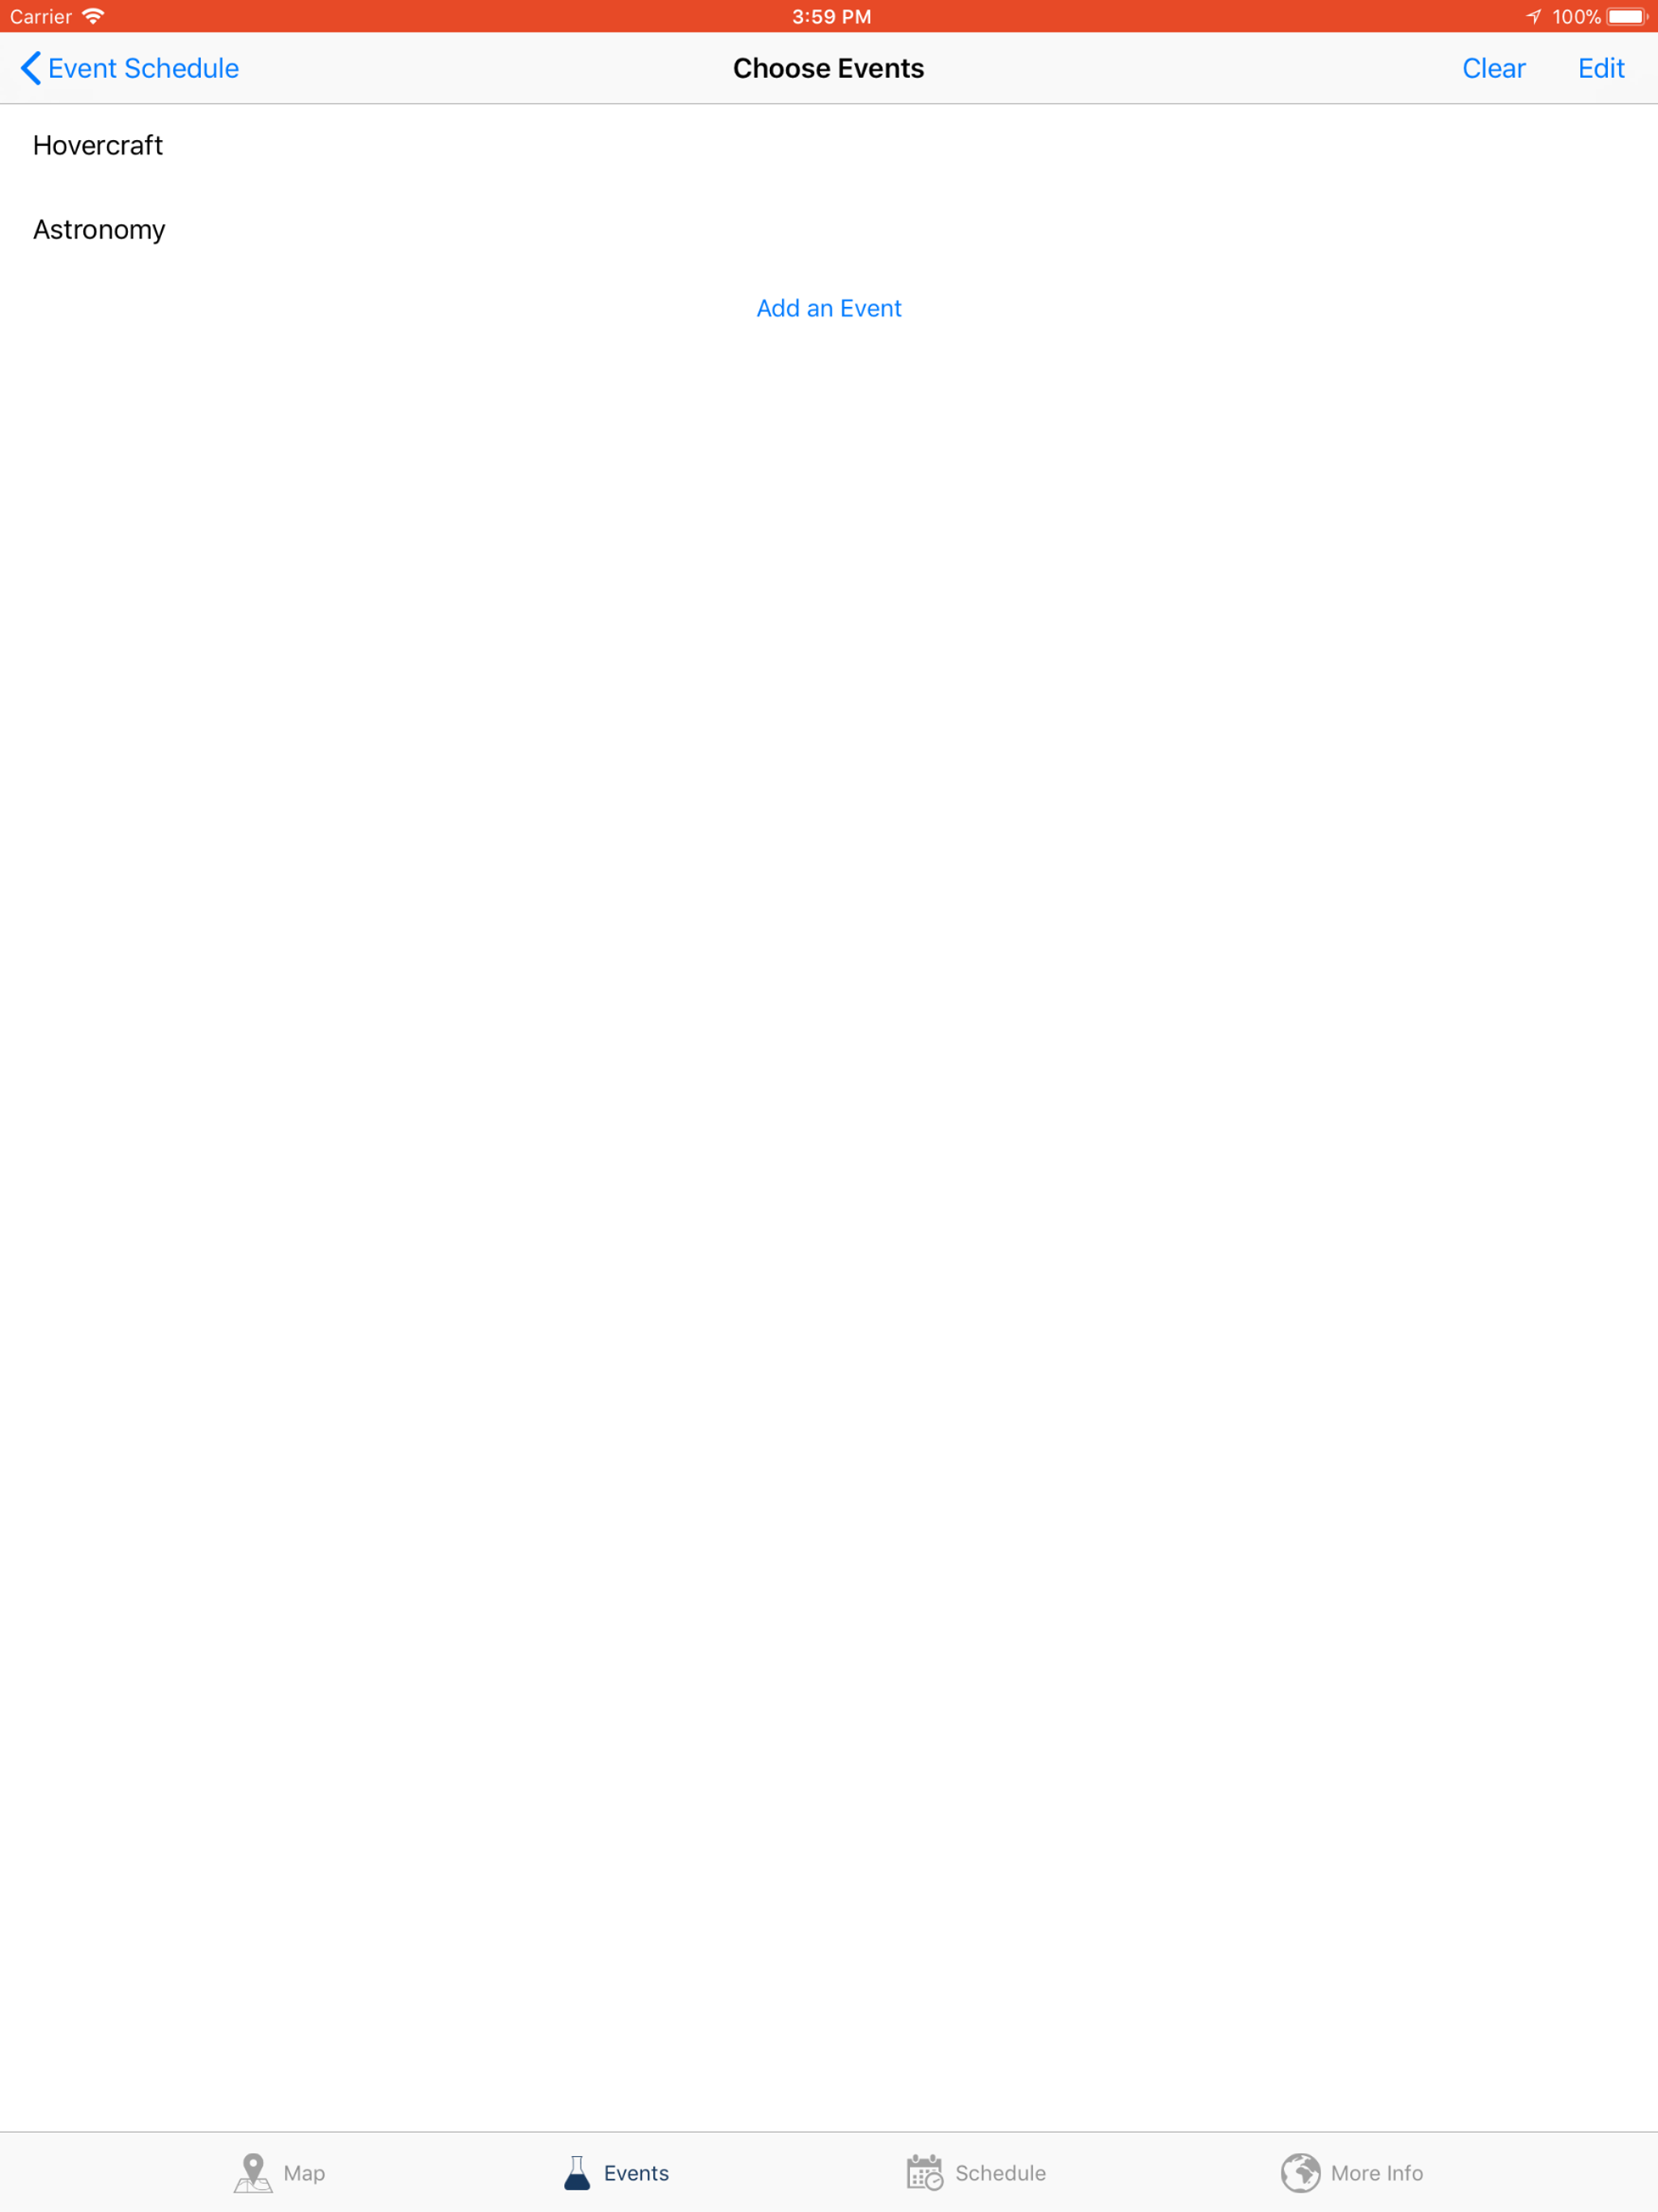 Carrier 3:59 PM 100%
Event Schedule Choose Events Clear Edit
Hovercraft
Astronomy
Add an Event
Map Events Schedule More Info